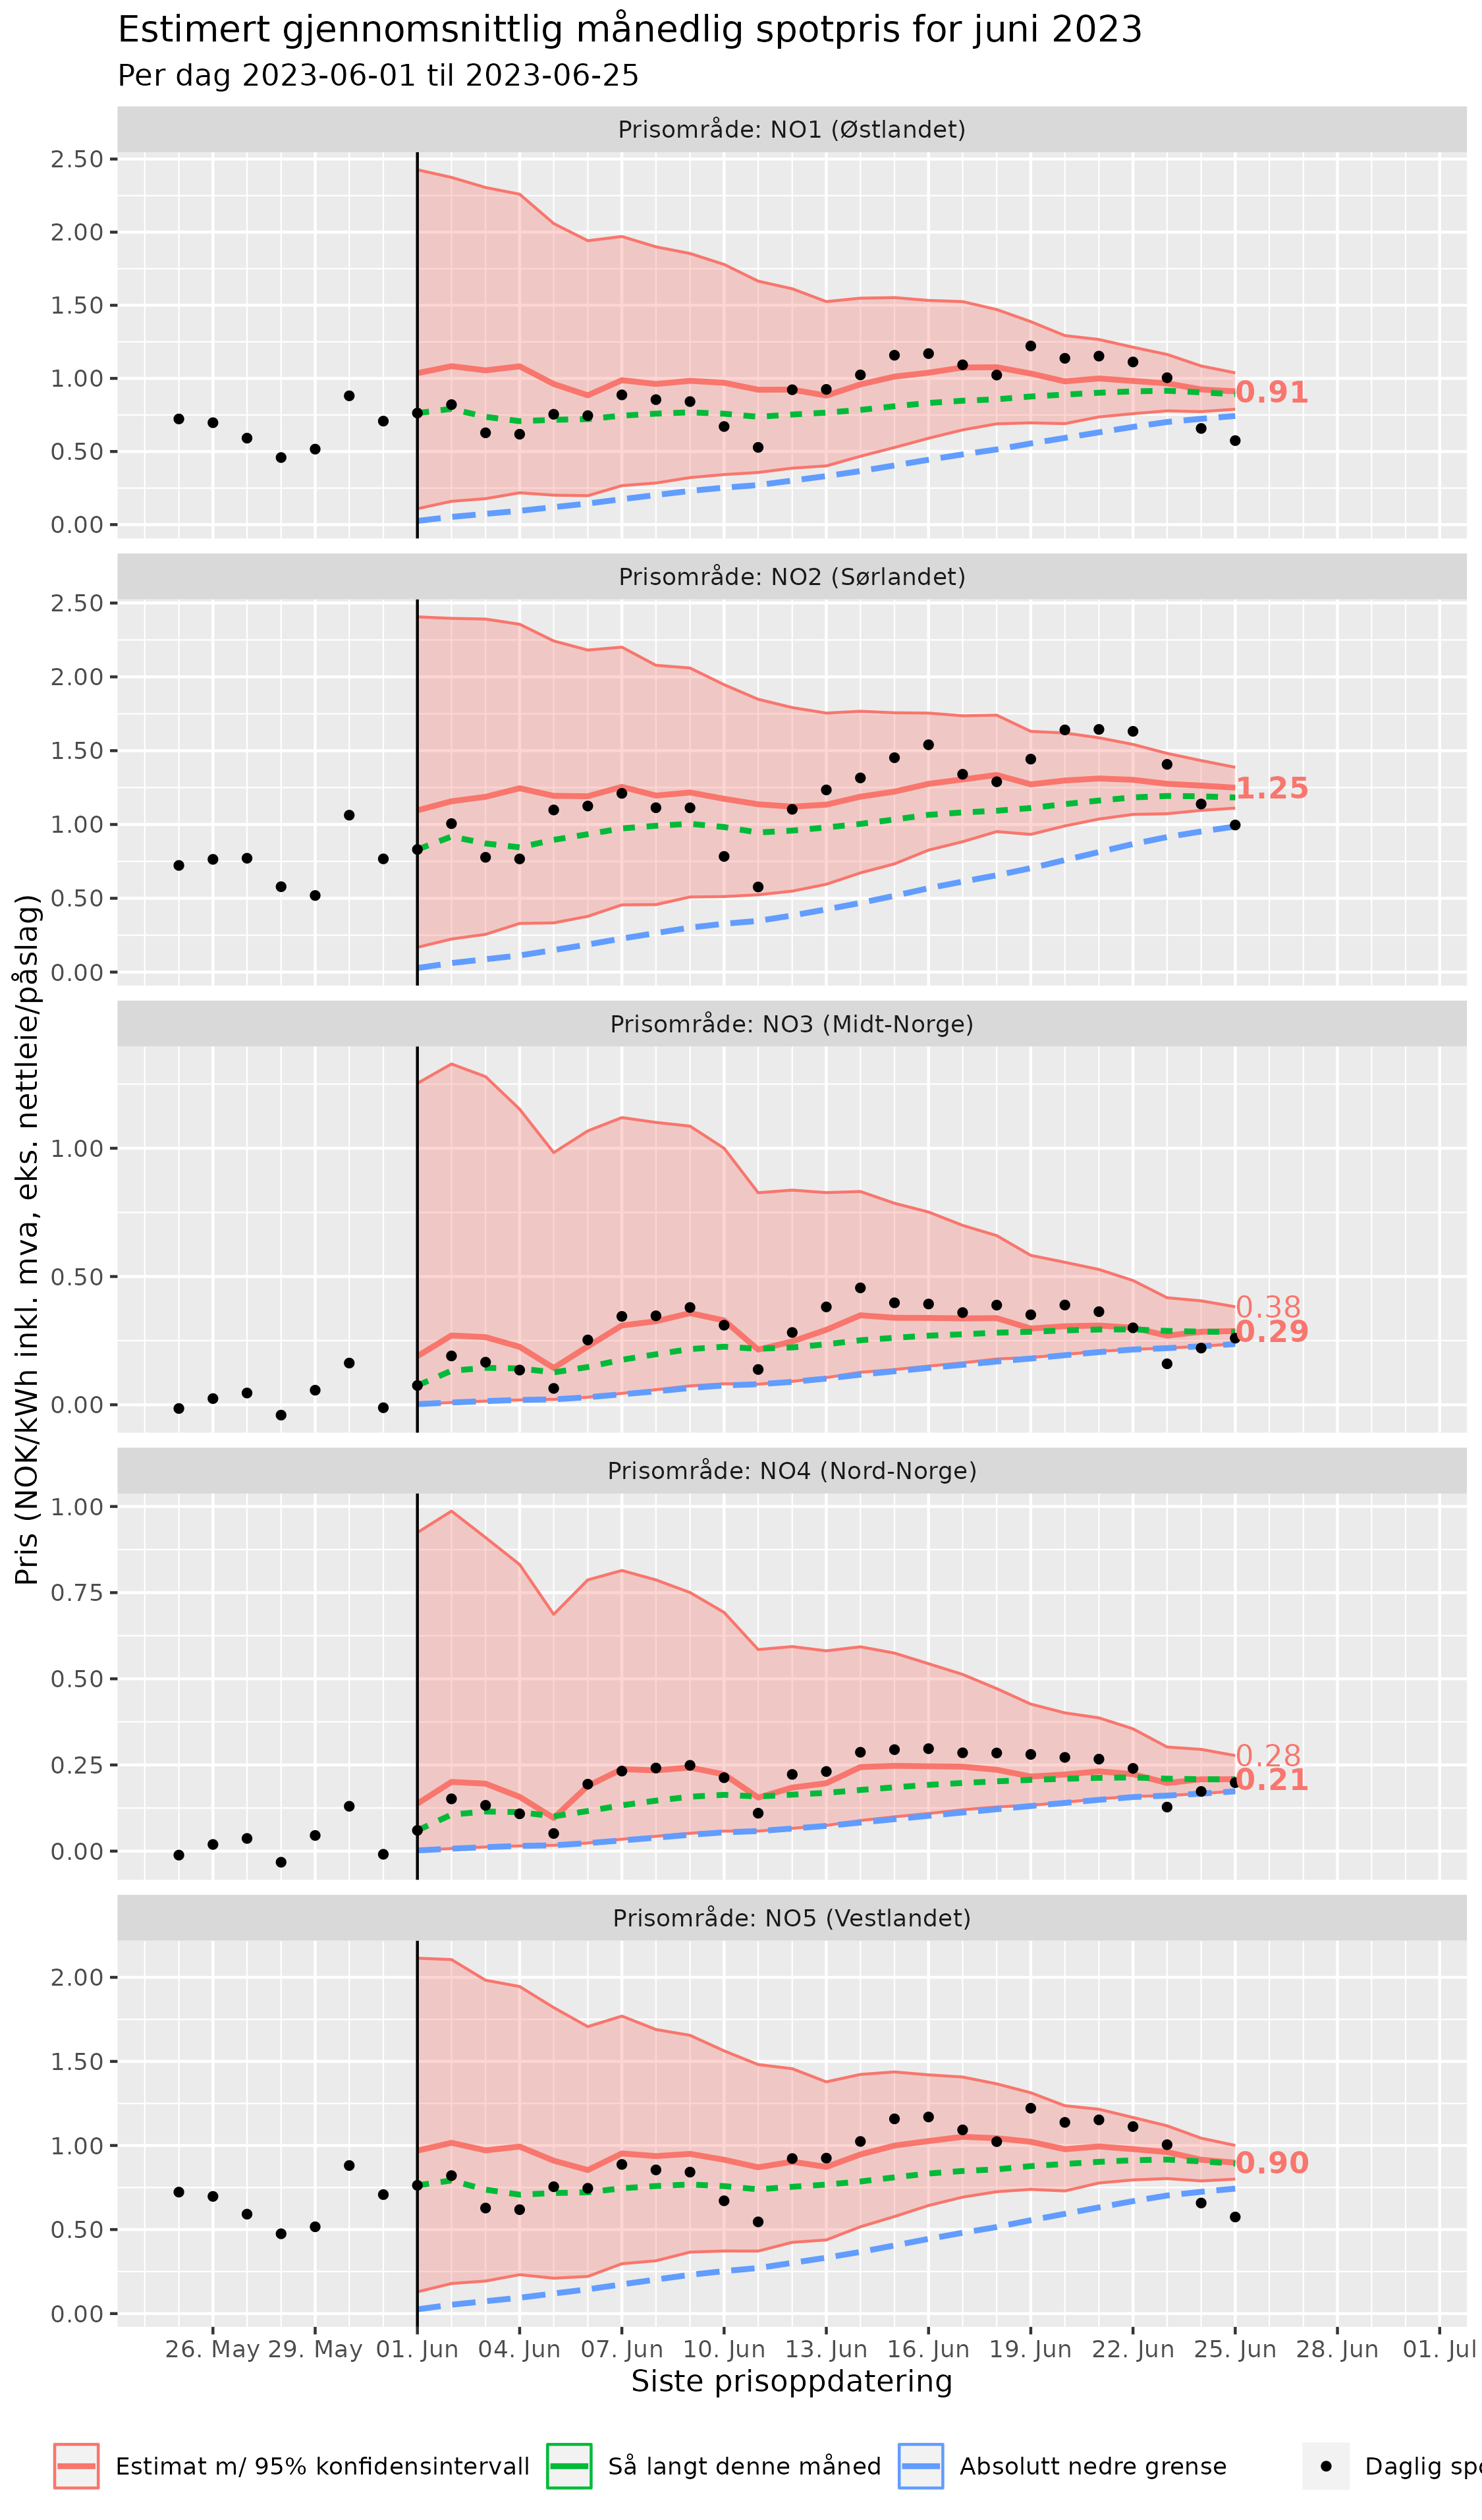 Estimert gjennomsnittlig månedlig spotpris for juni 2023
Per dag 2023-06-01 til 2023-06-25
Pris (NOK/kWh inkl. mva, eks. nettleie/påslag)
Prisområde: NO1 (Østlandet)
2.50
2.00
1.50
1.00
0.50
0.00
0.91
Prisområde: NO2 (Sørlandet)
2.50
2.00
1.50
1.00
0.50
0.00
1.25
Prisområde: NO3 (Midt-Norge)
1.00
0.50
0.00
0.38
0.29
Prisområde: NO4 (Nord-Norge)
1.00
0.75
0.50
0.25
0.00
0.28
0.21
Prisområde: NO5 (Vestlandet)
2.00
1.50
1.00
0.50
0.00
0.90
26. May 29. May 01. Jun 04. Jun 07. Jun 10. Jun 13. Jun 16. Jun 19. Jun 22. Jun 25. Jun 28. Jun 01. Jul
Siste prisoppdatering
Estimat m/ 95% konfidensintervall Så langt denne måned Absolutt nedre grense Daglig